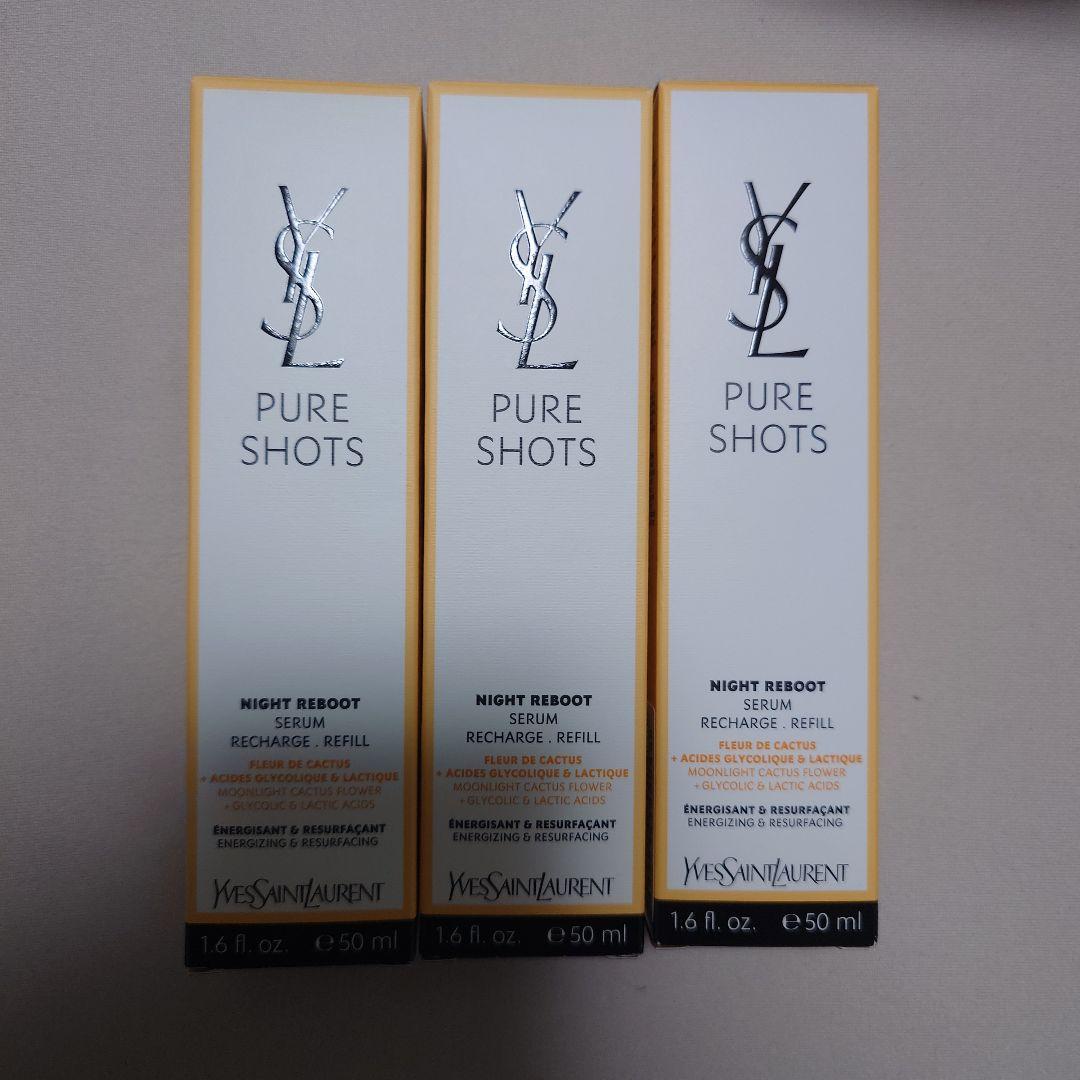 YSL
PURE
SHOTS
NIGHT REBOOT
SERUM
RECHARGE . REFILL
FLEUR DE CACTUS
+ ACIDES GLYCOLIQUE & LACTIQUE
MOONLIGHT CACTUS FLOWER
+ GLYCOLIC & LACTIC ACIDS
ÉNERGISANT & RESURFAÇANT
ENERGIZING & RESURFACING
YVESSAINTLAURENT
1.6 fl. oz. ℮ 50 ml
YSL
PURE
SHOTS
NIGHT REBOOT
SERUM
RECHARGE . REFILL
FLEUR DE CACTUS
+ ACIDES GLYCOLIQUE & LACTIQUE
MOONLIGHT CACTUS FLOWER
+ GLYCOLIC & LACTIC ACIDS
ÉNERGISANT & RESURFAÇANT
ENERGIZING & RESURFACING
YVESSAINTLAURENT
1.6 fl. oz. ℮ 50 ml
YSL
PURE
SHOTS
NIGHT REBOOT
SERUM
RECHARGE . REFILL
FLEUR DE CACTUS
+ ACIDES GLYCOLIQUE & LACTIQUE
MOONLIGHT CACTUS FLOWER
+ GLYCOLIC & LACTIC ACIDS
ÉNERGISANT & RESURFAÇANT
ENERGIZING & RESURFACING
YVESSAINTLAURENT
1.6 fl. oz. ℮ 50 ml